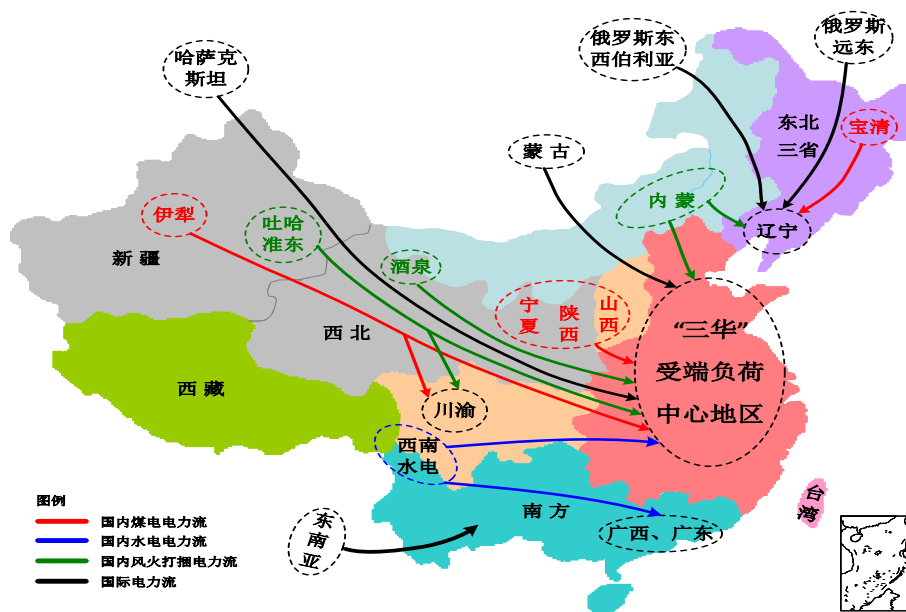 哈萨克
斯坦
俄罗斯东
西伯利亚
俄罗斯
远东
东北
三省
宝清
蒙古
内蒙
辽宁
伊犁
吐哈
准东
新疆
酒泉
宁夏
陕西
山西
西北
“三华”
受端负荷
中心地区
西藏
川渝
西南
水电
南方
广西、广东
台湾
东南亚
图例
国内煤电电力流
国内水电电力流
国内风火打捆电力流
国际电力流